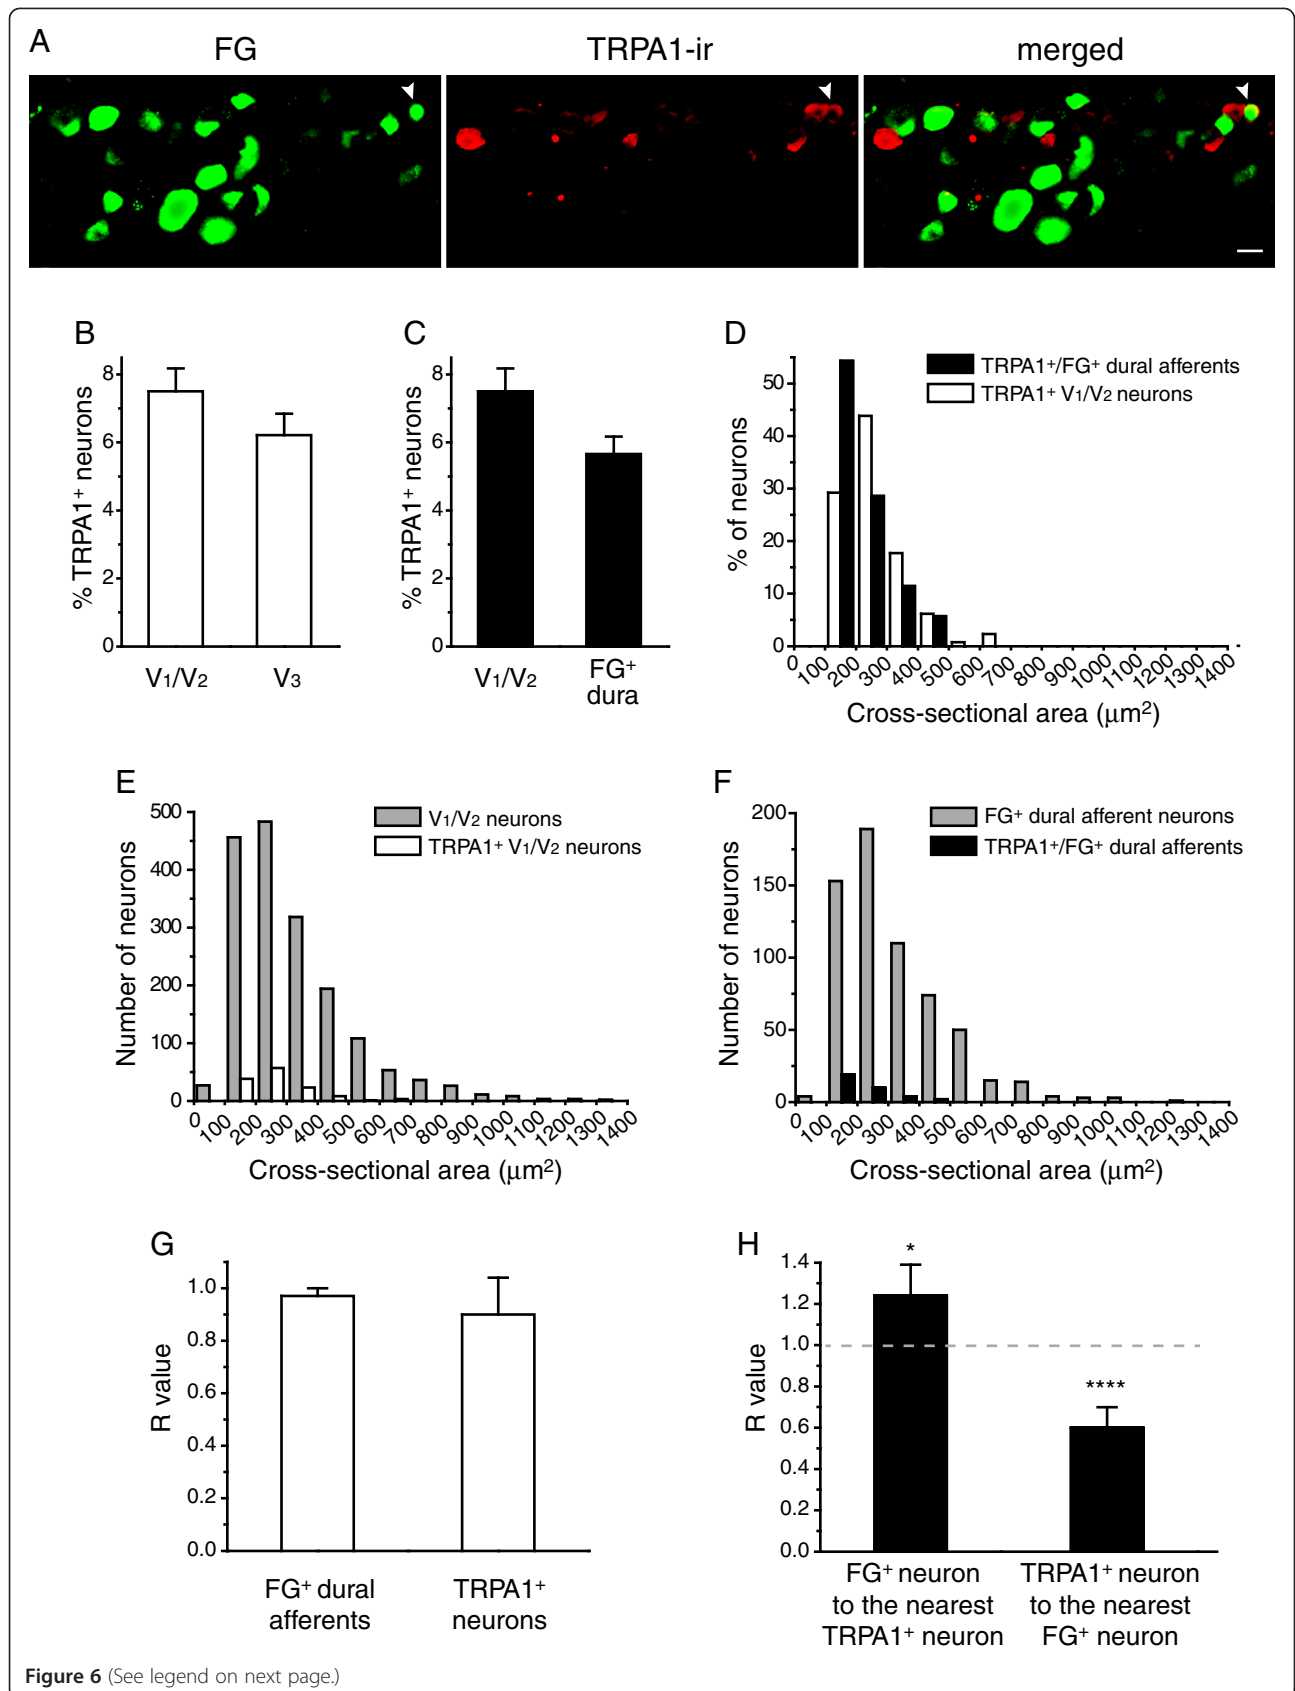 A
FG
TRPA1-ir
merged
B
% TRPA1+ neurons
8
6
4
2
0
V1/V2
V3
C
% TRPA1+ neurons
8
6
4
2
0
V1/V2
FG+
dura
D
TRPA1+/FG+ dural afferents
TRPA1+ V1/V2 neurons
% of neurons
50
40
30
20
10
0
0 100 200 300 400 500 600 700 800 900 1000 1100 1200 1300 1400
Cross-sectional area (μm2)
E
V1/V2 neurons
TRPA1+ V1/V2 neurons
Number of neurons
500
400
300
200
100
0
0 100 200 300 400 500 600 700 800 900 1000 1100 1200 1300 1400
Cross-sectional area (μm2)
F
FG+ dural afferent neurons
TRPA1+/FG+ dural afferents
Number of neurons
200
150
100
50
0
0 100 200 300 400 500 600 700 800 900 1000 1100 1200 1300 1400
Cross-sectional area (μm2)
G
R value
1.0
0.8
0.6
0.4
0.2
0.0
FG+ dural
afferents
TRPA1+
neurons
H
R value
1.4
1.2
1.0
0.8
0.6
0.4
0.2
0.0
*
****
FG+ neuron
to the nearest
TRPA1+ neuron
TRPA1+ neuron
to the nearest
FG+ neuron
Figure 6 (See legend on next page.)